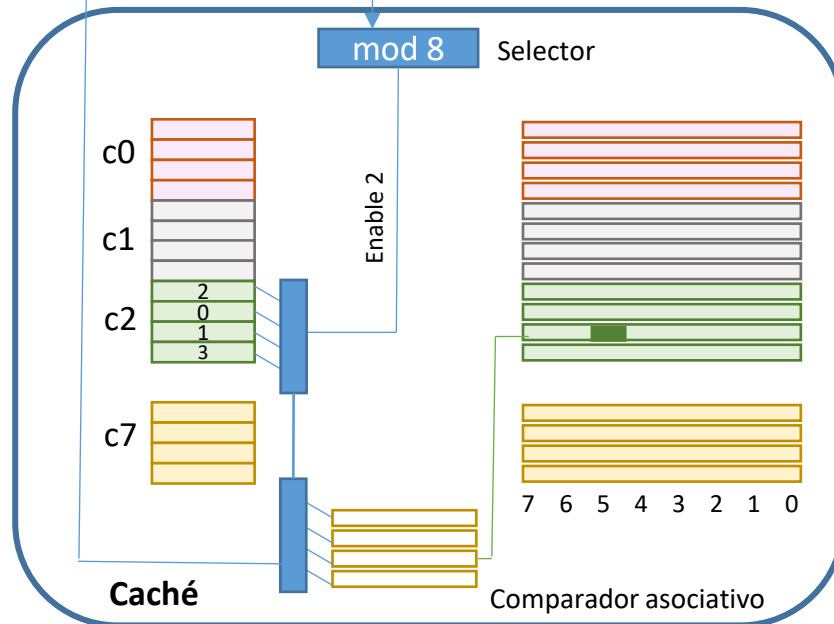 mod 8
Selector
c0
Enable 2
c1
2
c2
0
1
3
c7
7 6 5 4 3 2 1 0
Caché
Comparador asociativo